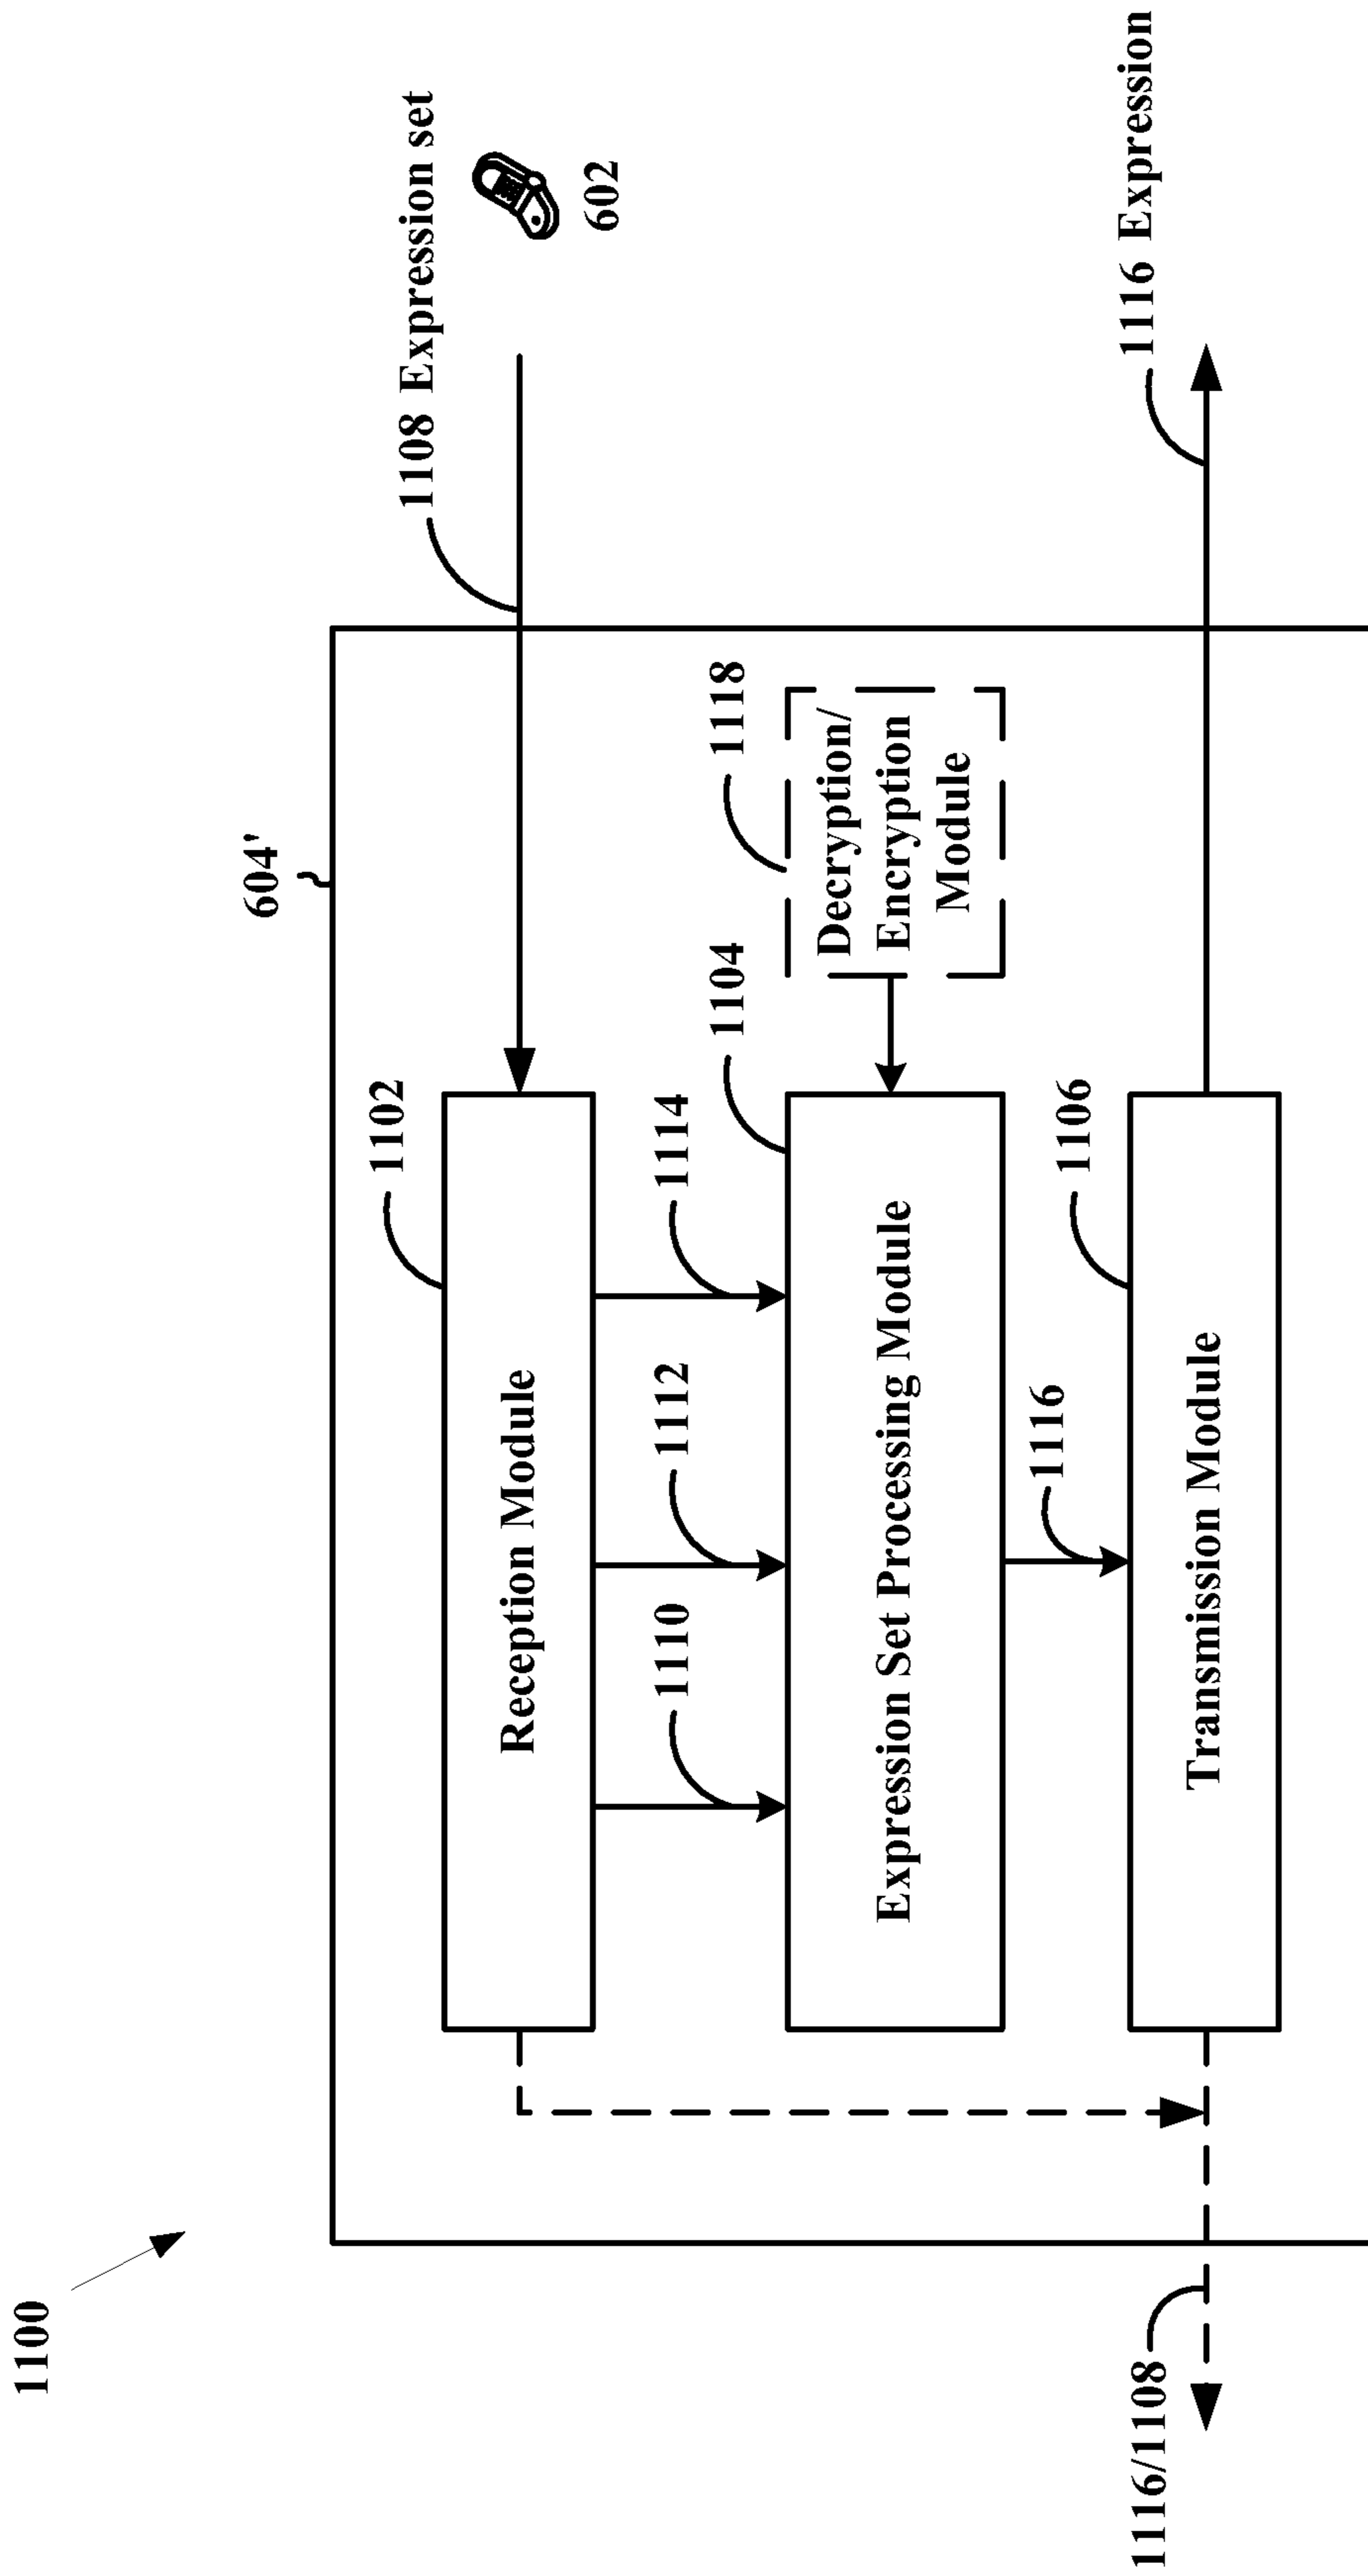 1100
604'
1108 Expression set
602
1102
Reception Module
1110
1112
1114
1104
1118
Expression Set Processing Module
Decryption/
Encryption
Module
1116
1106
Transmission Module
1116 Expression
1116/1108